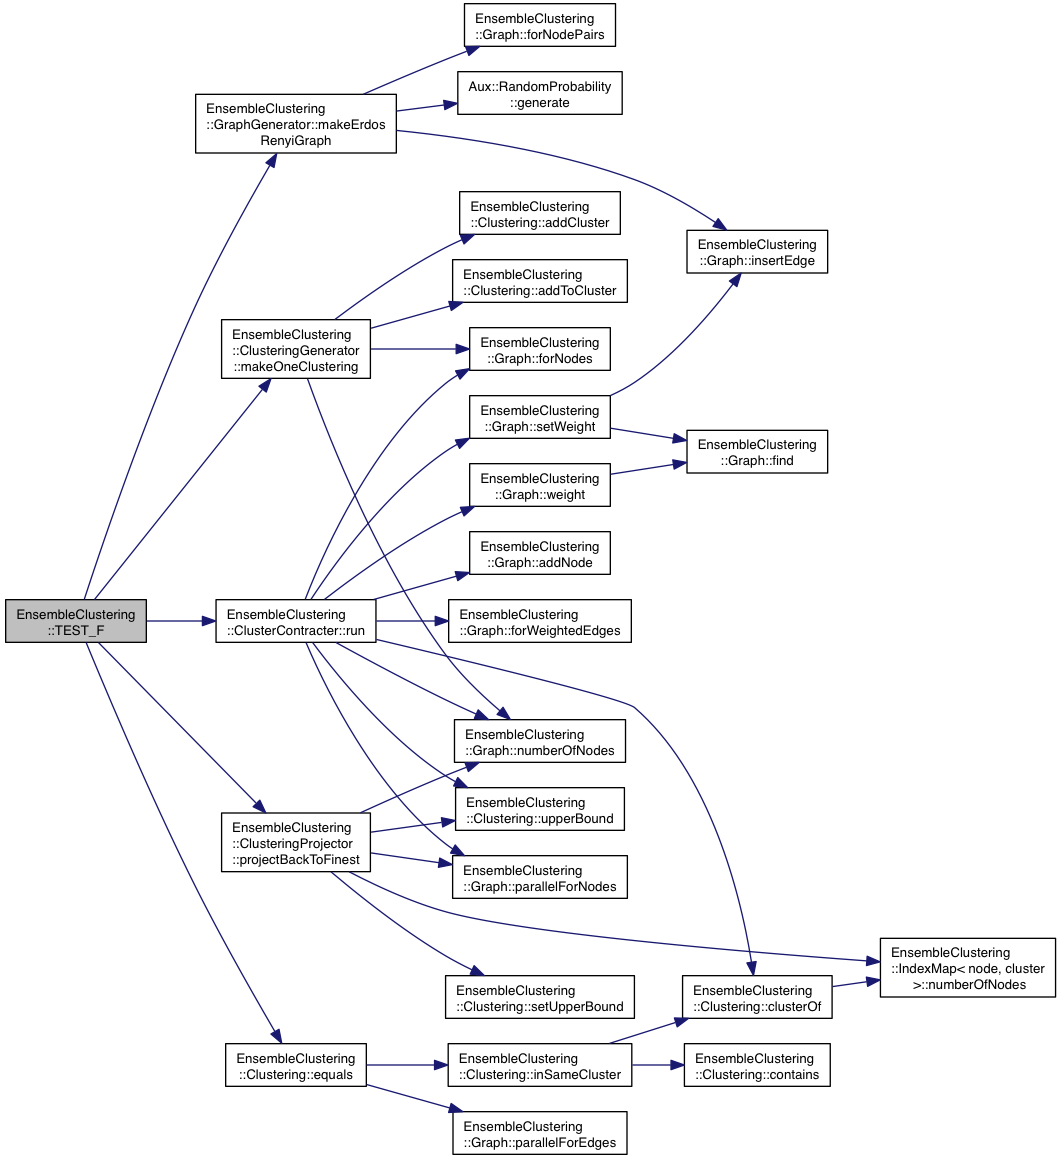 EnsembleClustering
::Graph::forNodePairs
Aux::RandomProbability
::generate
EnsembleClustering
::GraphGenerator::makeErdos
RenyiGraph
EnsembleClustering
::Clustering::addCluster
EnsembleClustering
::Graph::insertEdge
EnsembleClustering
::Clustering::addToCluster
EnsembleClustering
::ClusteringGenerator
::makeOneClustering
EnsembleClustering
::Graph::forNodes
EnsembleClustering
::Graph::setWeight
EnsembleClustering
::Graph::find
EnsembleClustering
::Graph::weight
EnsembleClustering
::Graph::addNode
EnsembleClustering
::TEST_F
EnsembleClustering
::ClusterContracter::run
EnsembleClustering
::Graph::forWeightedEdges
EnsembleClustering
::Graph::numberOfNodes
EnsembleClustering
::Clustering::upperBound
EnsembleClustering
::ClusteringProjector
::projectBackToFinest
EnsembleClustering
::Graph::parallelForNodes
EnsembleClustering
::IndexMap< node, cluster
>::numberOfNodes
EnsembleClustering
::Clustering::setUpperBound
EnsembleClustering
::Clustering::clusterOf
EnsembleClustering
::Clustering::equals
EnsembleClustering
::Clustering::inSameCluster
EnsembleClustering
::Clustering::contains
EnsembleClustering
::Graph::parallelForEdges